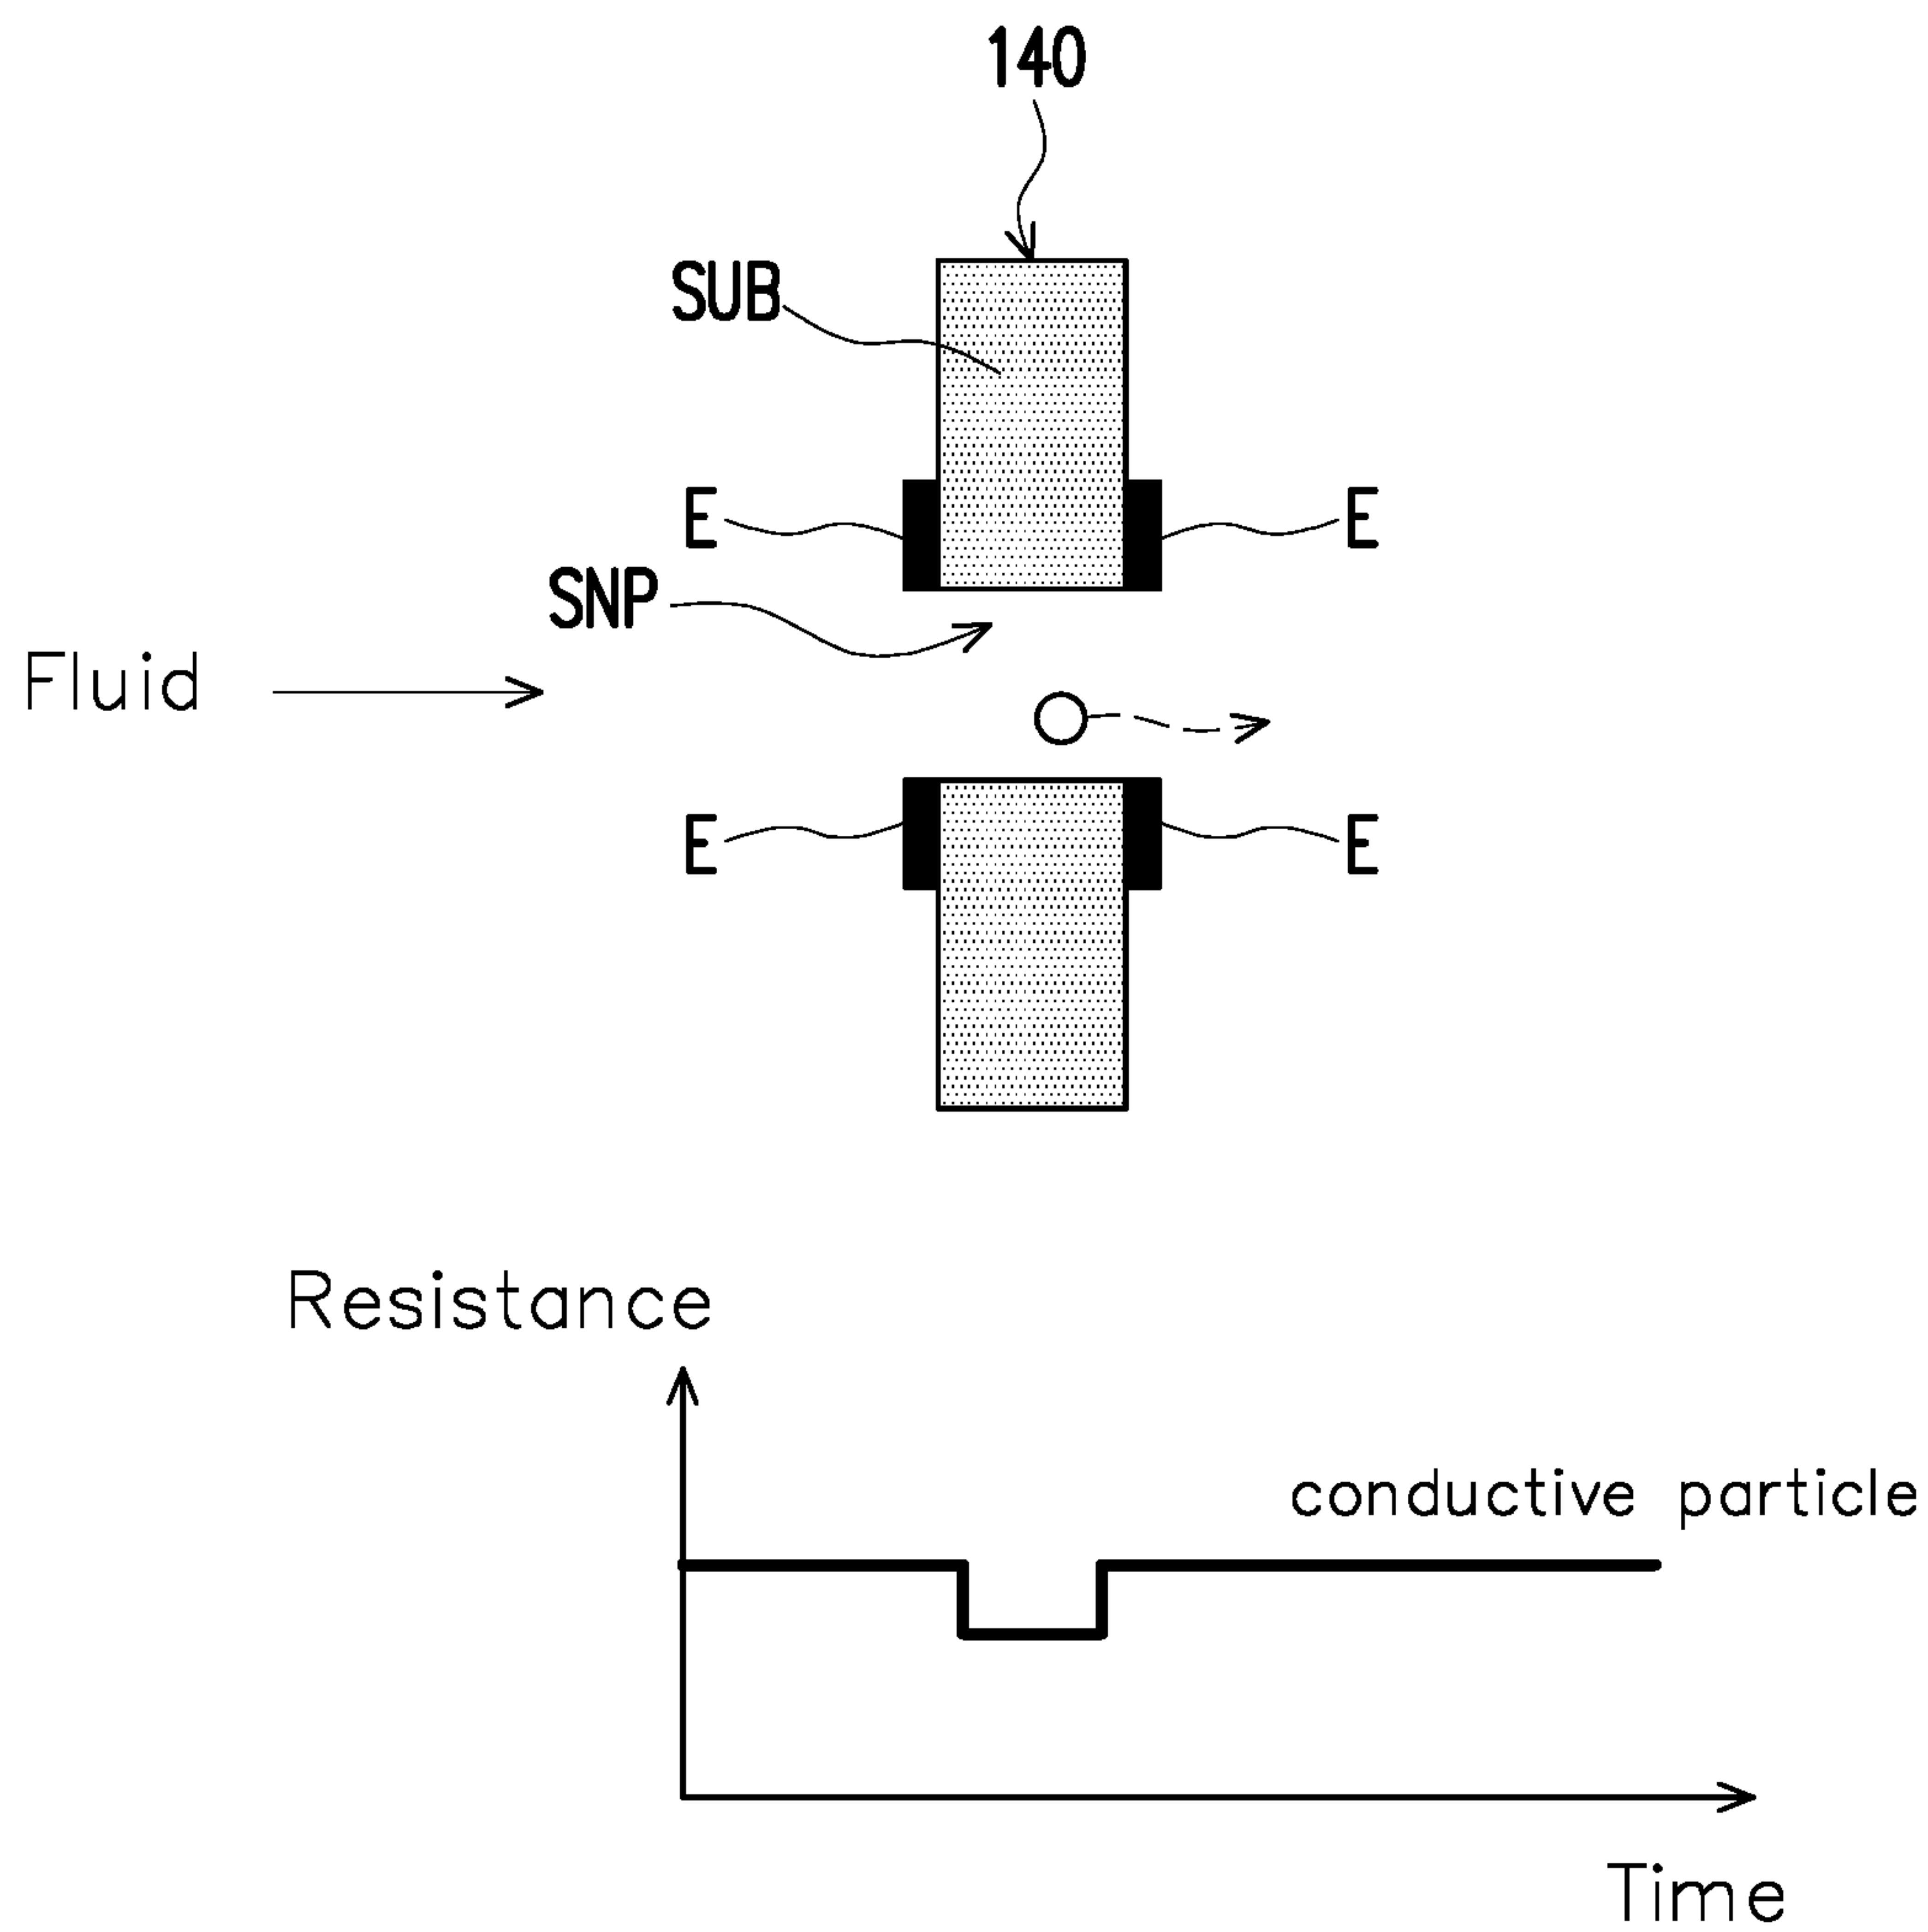 140
SUB
E E
SNP
Fluid
E E
Resistance
conductive particle
Time